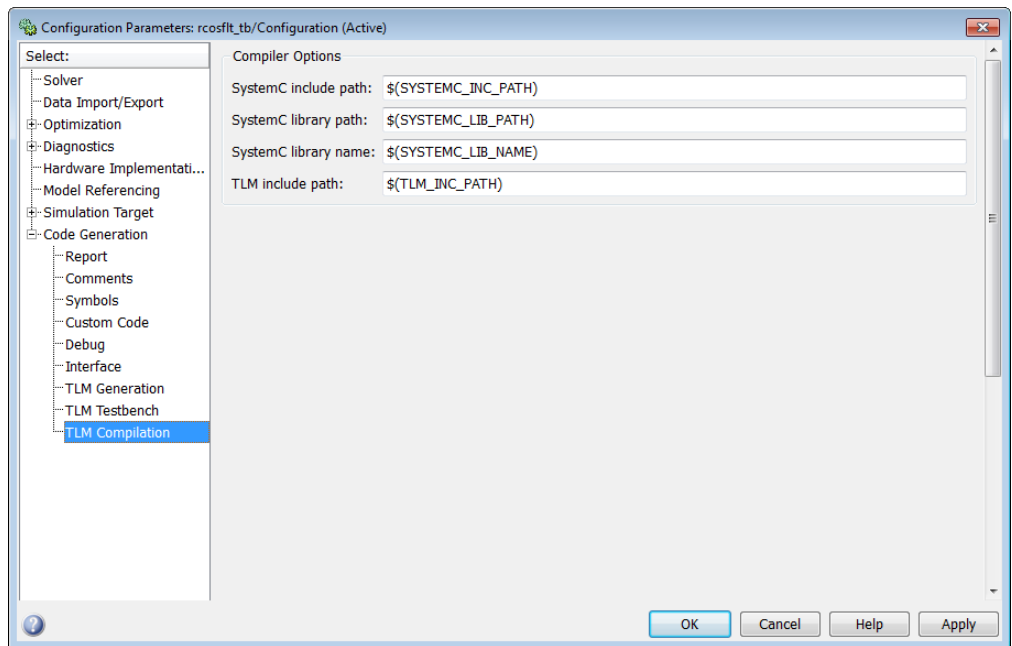 Configuration Parameters: rcosflt_tb/Configuration (Active)
Select:
Solver
Data Import/Export
Optimization
Diagnostics
Hardware Implementati...
Model Referencing
Simulation Target
Code Generation
Report
Comments
Symbols
Custom Code
Debug
Interface
TLM Generation
TLM Testbench
TLM Compilation
Compiler Options
SystemC include path: $(SYSTEMC_INC_PATH)
SystemC library path: $(SYSTEMC_LIB_PATH)
SystemC library name: $(SYSTEMC_LIB_NAME)
TLM include path: $(TLM_INC_PATH)
OK Cancel Help Apply